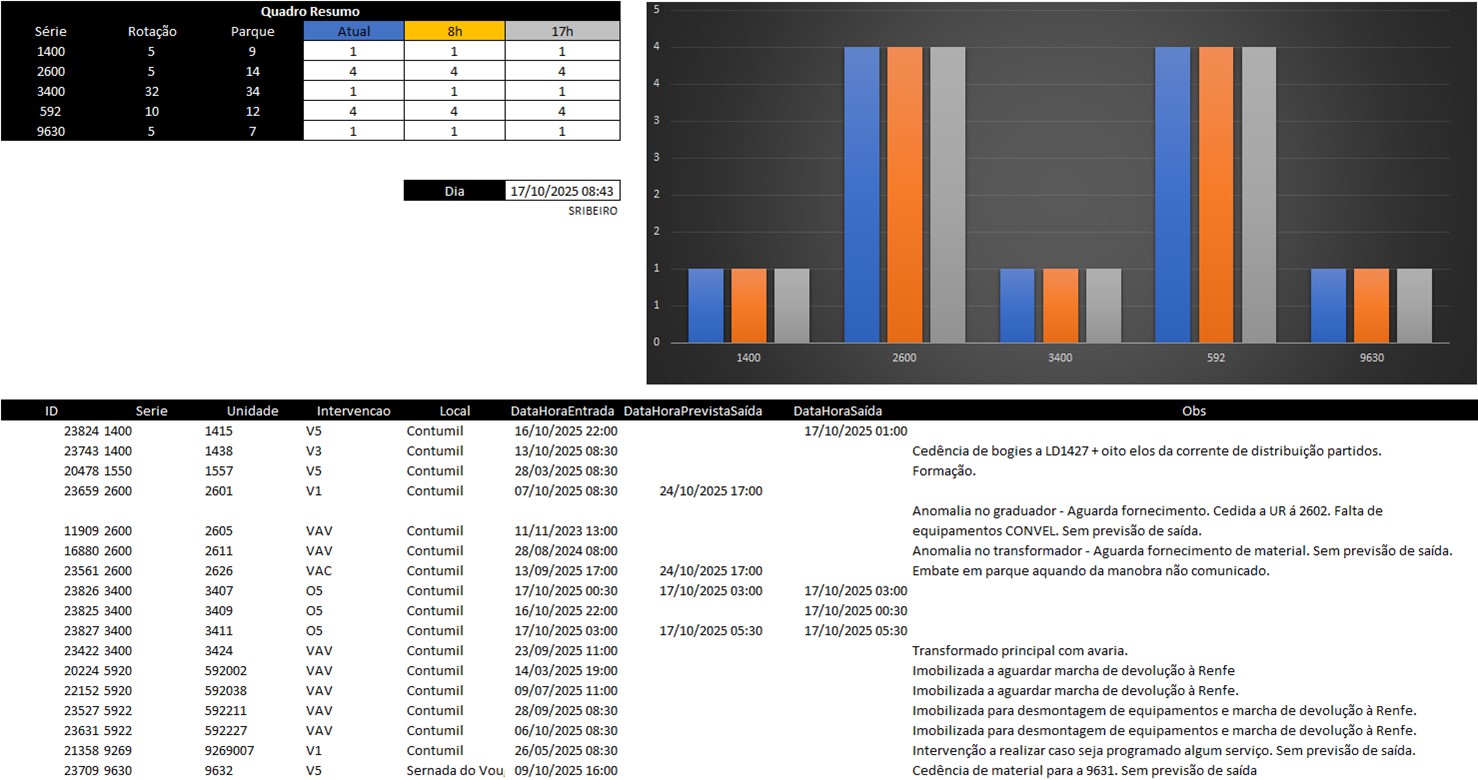 Quadro Resumo
Série Rotação Parque Atual 8h 17h
1400 5 9 1 1 1
2600 5 14 4 4 4
3400 32 34 1 1 1
592 10 12 4 4 4
9630 5 7 1 1 1
Dia 17/10/2025 08:43
SRIBEIRO
5
4
4
3
3
2
2
1
1
0
1400 2600 3400 592 9630
ID Serie Unidade Intervencao Local DataHoraEntrada DataHoraPrevistaSaída DataHoraSaída Obs
23824 1400 1415 V5 Contumil 16/10/2025 22:00 17/10/2025 01:00
23743 1400 1438 V3 Contumil 13/10/2025 08:30 Cedência de bogies a LD1427 + oito elos da corrente de distribuição partidos.
20478 1550 1557 V5 Contumil 28/03/2025 08:30 Formação.
23659 2600 2601 V1 Contumil 07/10/2025 08:30 24/10/2025 17:00
Anomalia no graduador - Aguarda fornecimento. Cedida a UR á 2602. Falta de
11909 2600 2605 VAV Contumil 11/11/2023 13:00 equipamentos CONVEL. Sem previsão de saída.
16880 2600 2611 VAV Contumil 28/08/2024 08:00 Anomalia no transformador - Aguarda fornecimento de material. Sem previsão de saída.
23561 2600 2626 VAC Contumil 13/09/2025 17:00 24/10/2025 17:00 Embate em parque aquando da manobra não comunicado.
23826 3400 3407 O5 Contumil 17/10/2025 00:30 17/10/2025 03:00 17/10/2025 03:00
23825 3400 3409 O5 Contumil 16/10/2025 22:00 17/10/2025 00:30
23827 3400 3411 O5 Contumil 17/10/2025 03:00 17/10/2025 05:30 17/10/2025 05:30
23422 3400 3424 VAV Contumil 23/09/2025 11:00 Transformado principal com avaria.
20224 5920 592002 VAV Contumil 14/03/2025 19:00 Imobilizada a aguardar marcha de devolução à Renfe
22152 5920 592038 VAV Contumil 09/07/2025 11:00 Imobilizada a aguardar marcha de devolução à Renfe.
23527 5922 592211 VAV Contumil 28/09/2025 08:30 Imobilizada para desmontagem de equipamentos e marcha de devolução à Renfe.
23631 5922 592227 VAV Contumil 06/10/2025 08:30 Imobilizada para desmontagem de equipamentos e marcha de devolução à Renfe.
21358 9269 9269007 V1 Contumil 26/05/2025 08:30 Intervenção a realizar caso seja programado algum serviço. Sem previsão de saída.
23709 9630 9632 V5 Sernada do Vou 09/10/2025 16:00 Cedência de material para a 9631. Sem previsão de saída